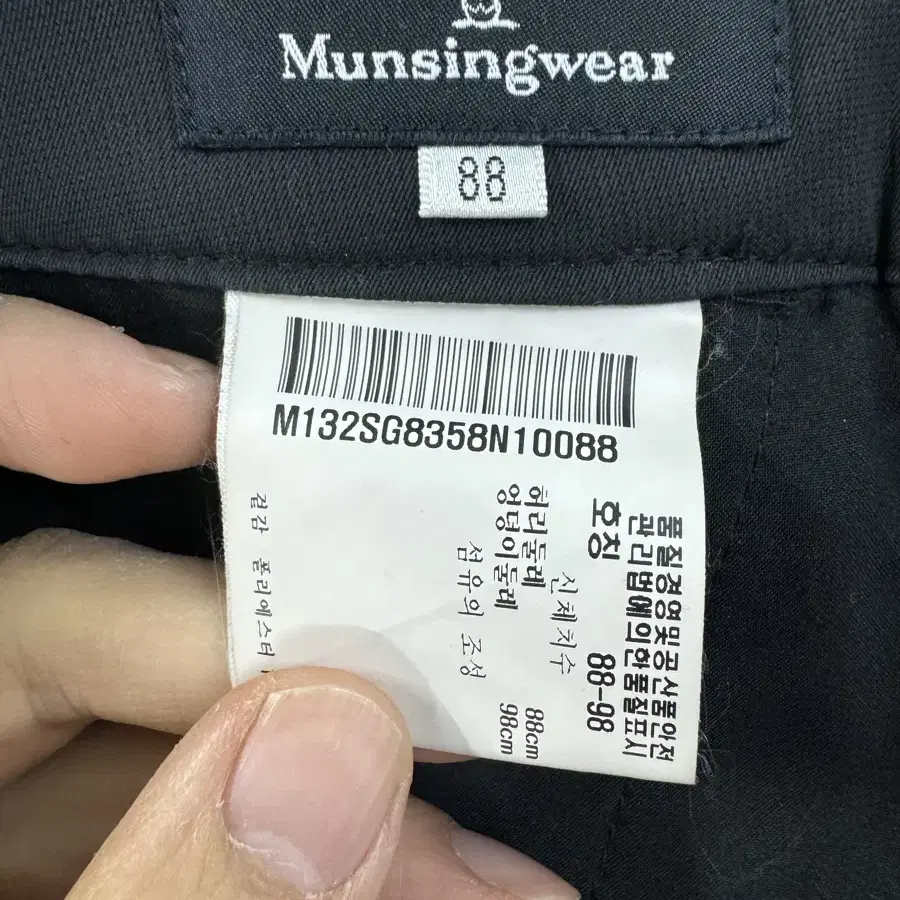 Munsingwear
88
M132SG8358N10088
품질경영및공산품안전
관리법에의한품질표시
호칭 88-98
신체치수
허리둘레 88cm
엉덩이둘레 98cm
섬유의 조성
겉감 폴리에스터